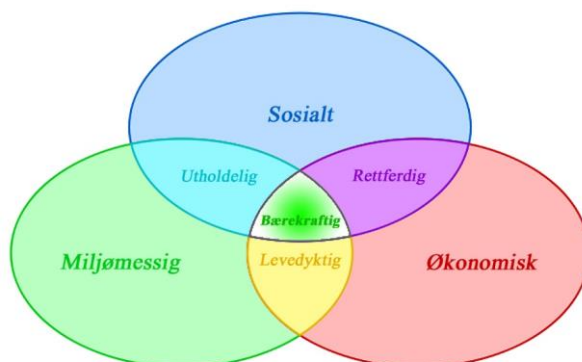 Sosialt
Utholdelig
Rettferdig
Bærekraftig
Miljømessig
Levedyktig
Økonomisk